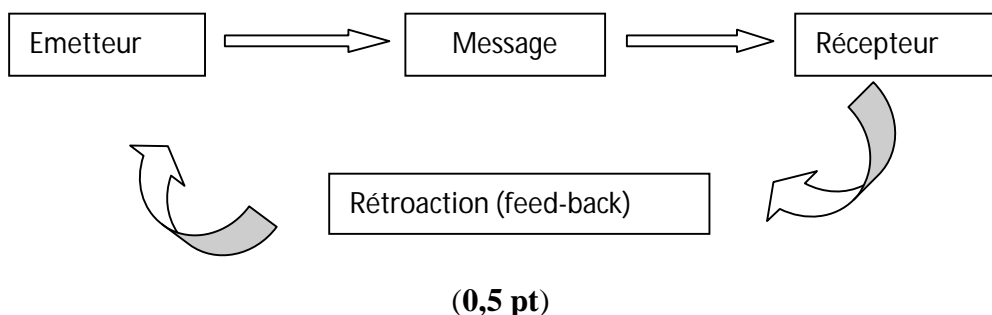 Emetteur
Message
Récepteur
Rétroaction (feed-back)
(0,5 pt)